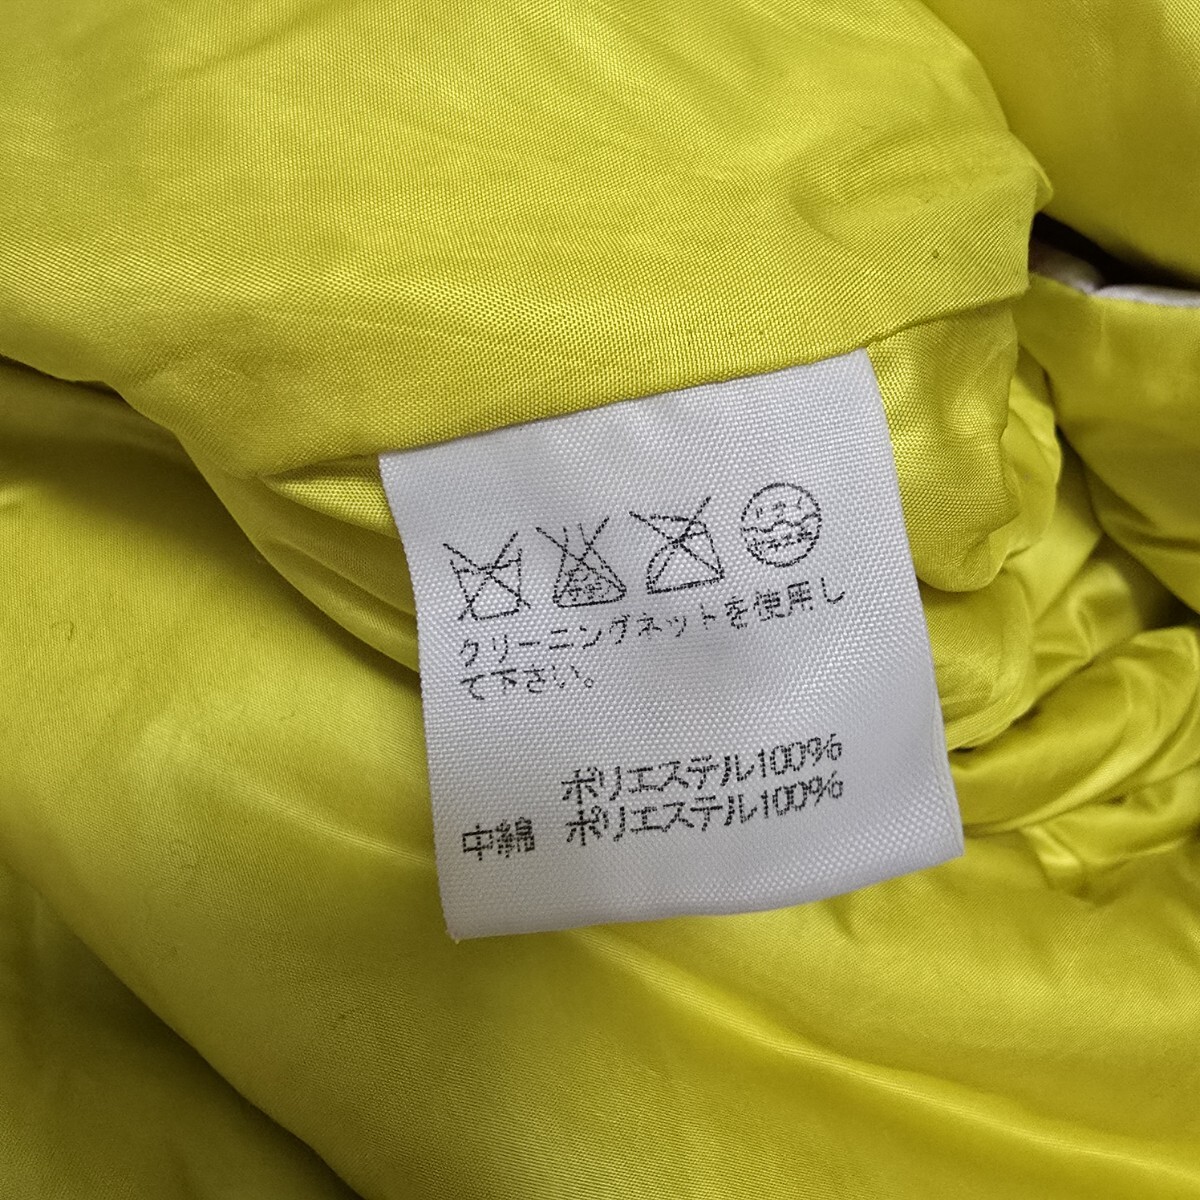 クリーニングネットを使用し
て下さい。
ポリエステル100%
中綿 ポリエステル100%